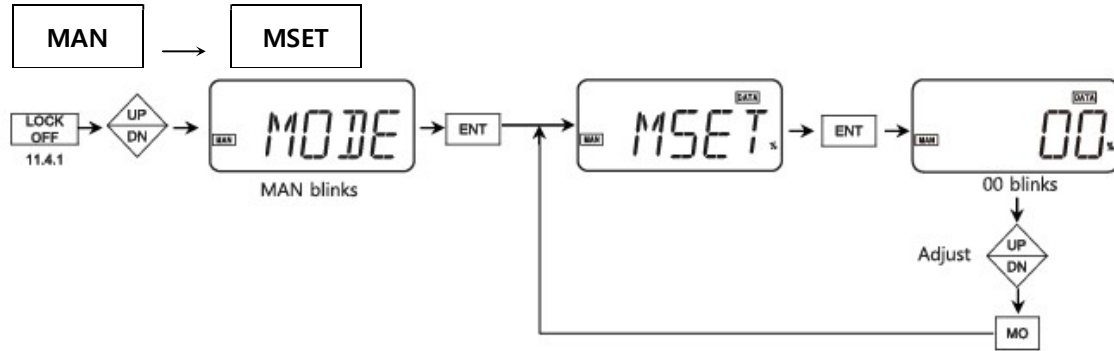 MAN
MSET
LOCK
OFF
11.4.1
UP
DN
MAN
MODE
MAN blinks
ENT
DATA
MAN
MSET
%
ENT
DATA
MAN
00
%
00 blinks
Adjust
UP
DN
MO